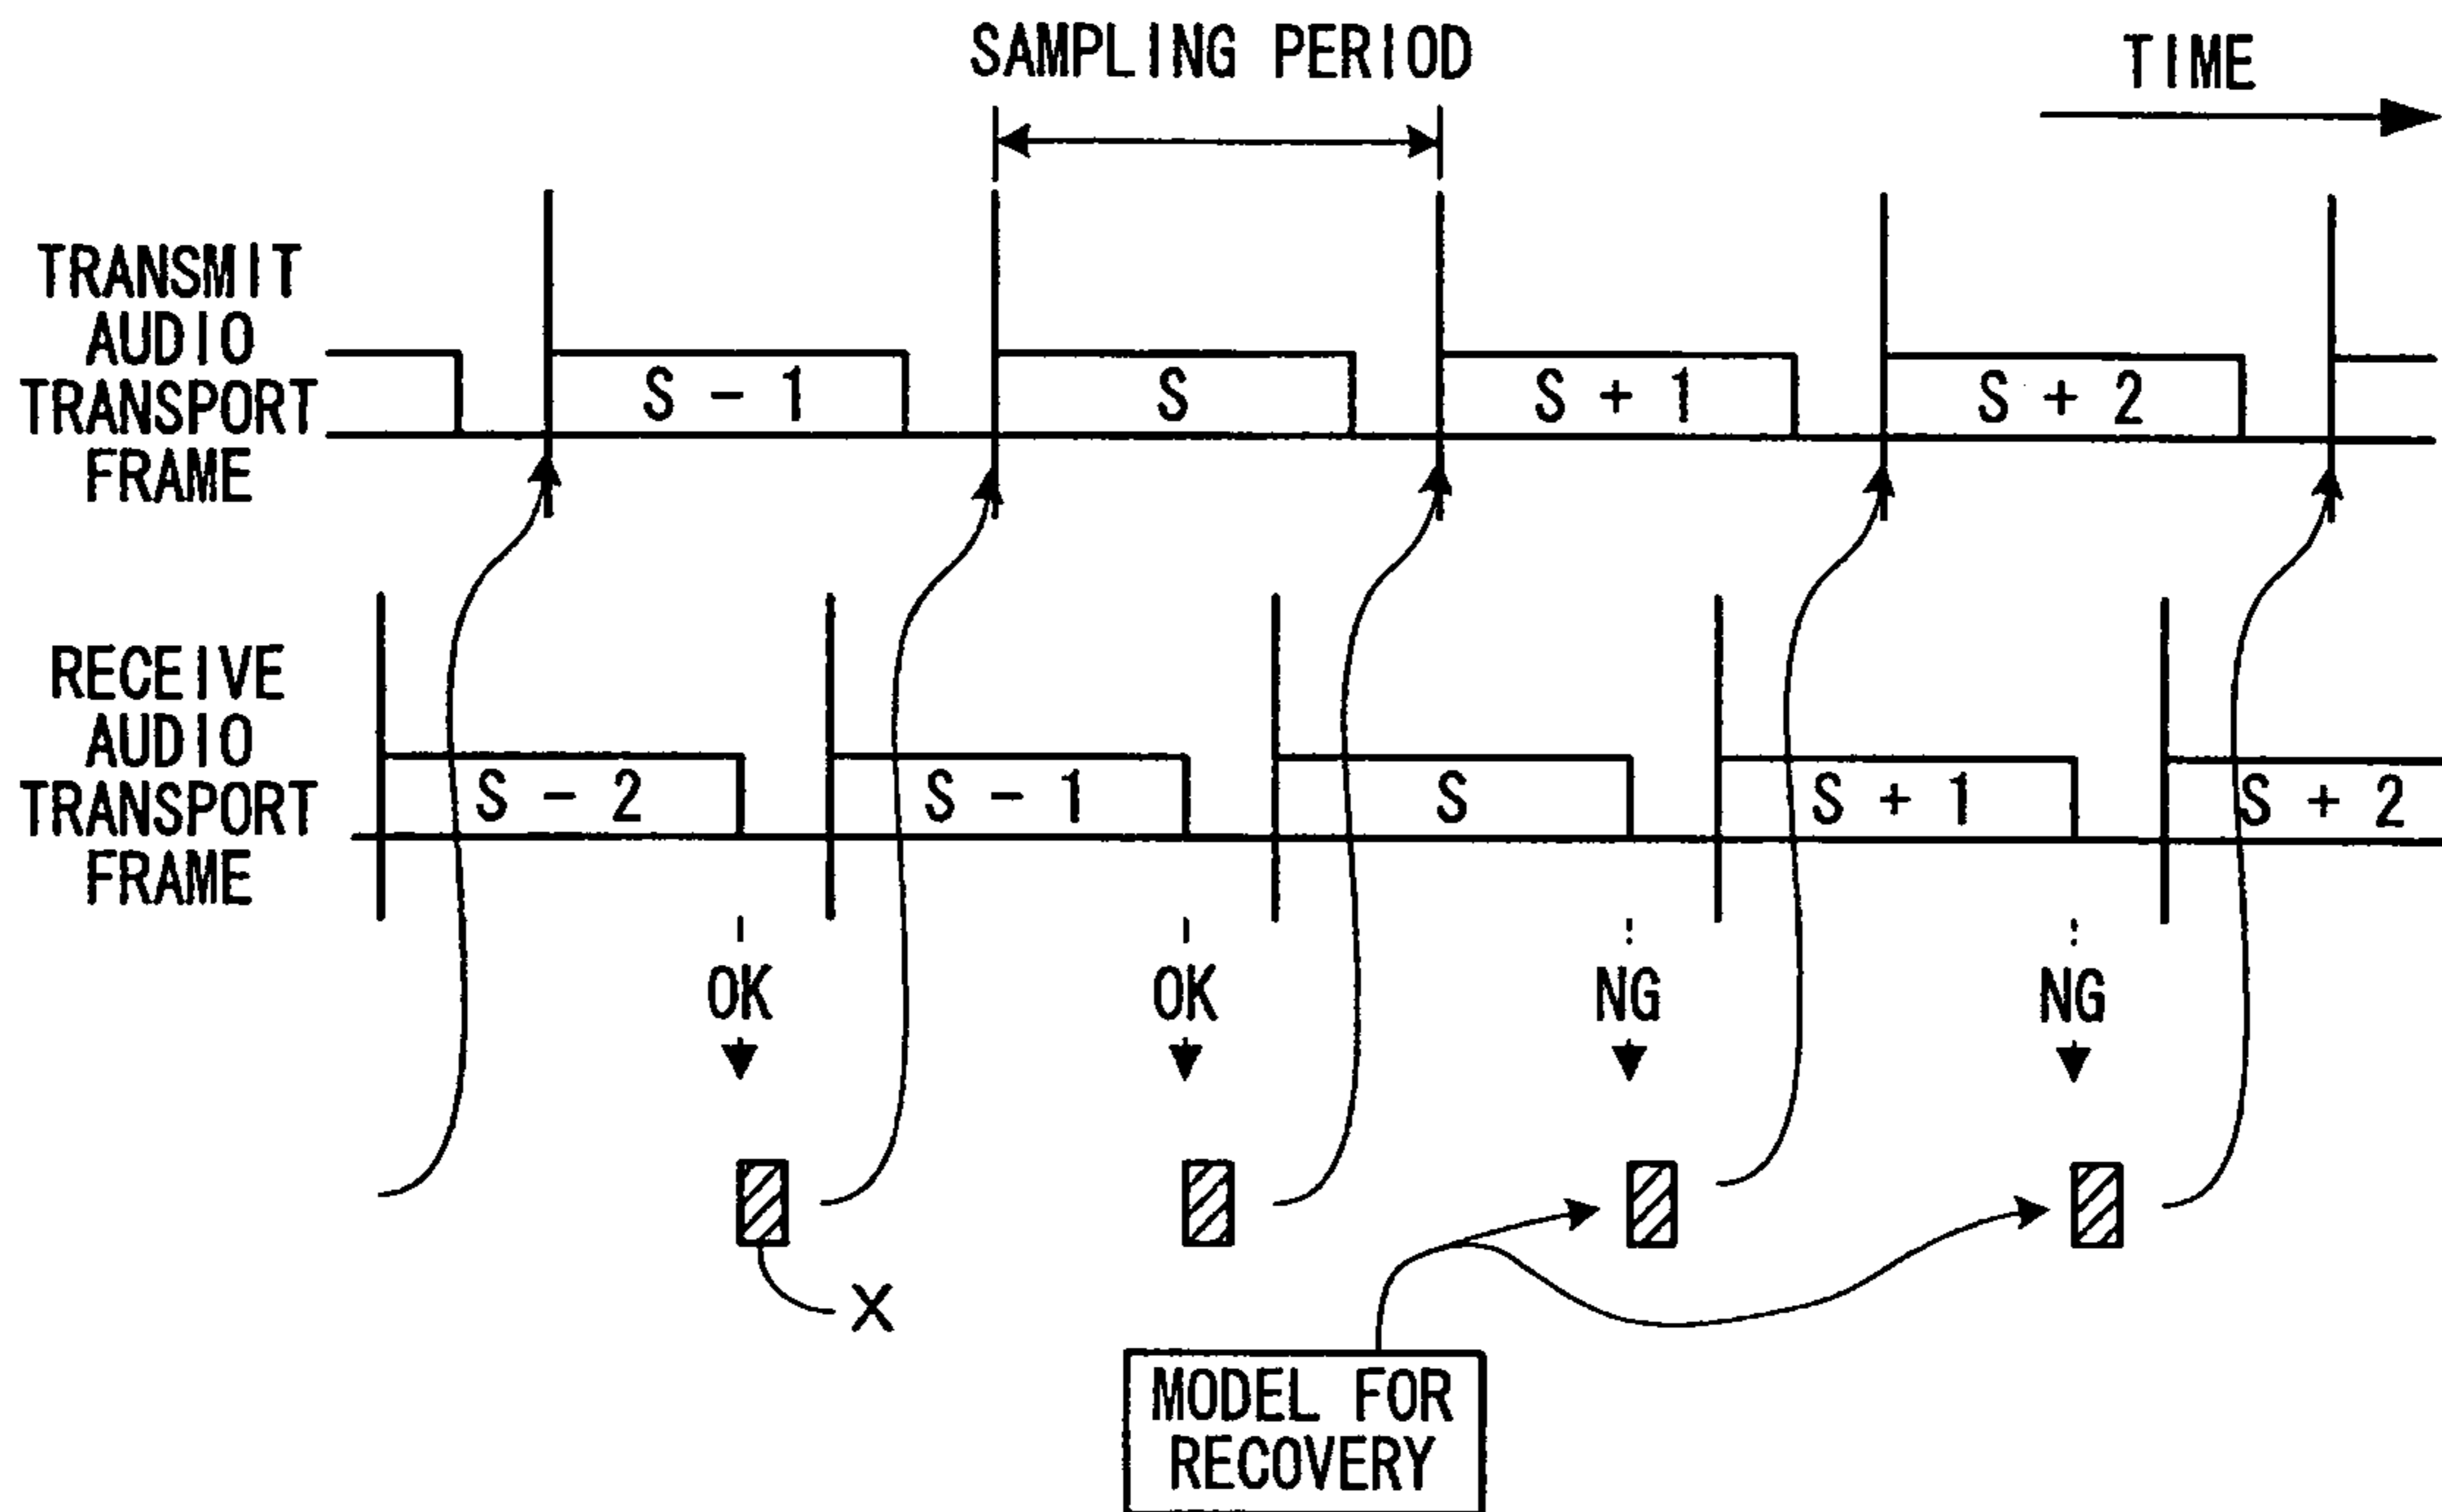 SAMPLING PERIOD
TIME
TRANSMIT
AUDIO
TRANSPORT
FRAME
S - 1
S
S + 1
S + 2
RECEIVE
AUDIO
TRANSPORT
FRAME
S - 2
S - 1
S
S + 1
S + 2
OK
OK
NG
NG
X
MODEL FOR
RECOVERY